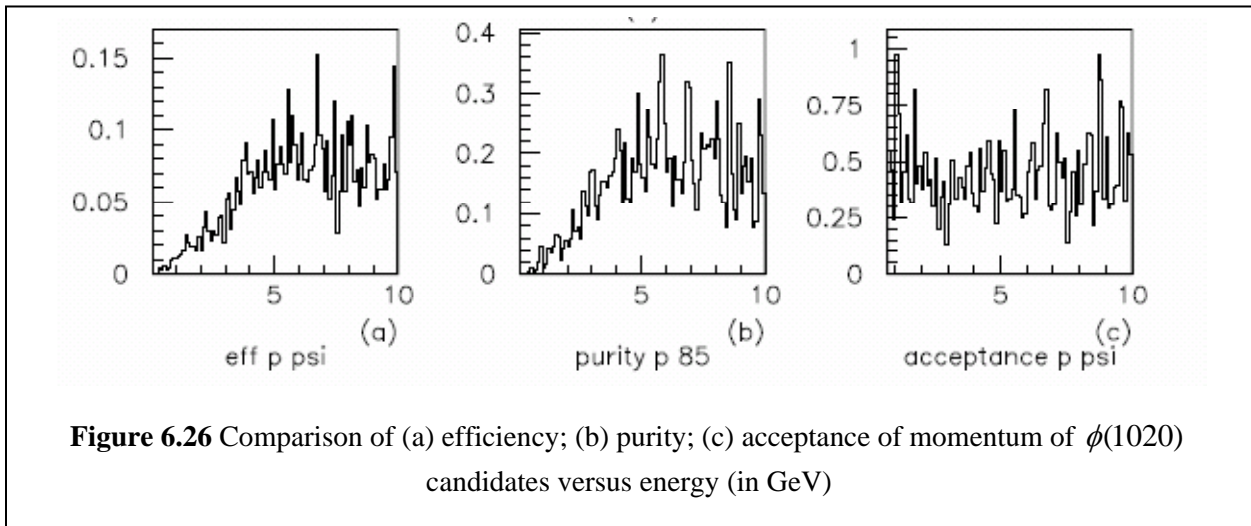 0.15
0.1
0.05
0
5
10
(a)
eff p psi
0.4
0.3
0.2
0.1
0
5
10
(b)
purity p 85
1
0.75
0.5
0.25
0
5
10
(c)
acceptance p psi
Figure 6.26 Comparison of (a) efficiency; (b) purity; (c) acceptance of momentum of ϕ(1020)
candidates versus energy (in GeV)